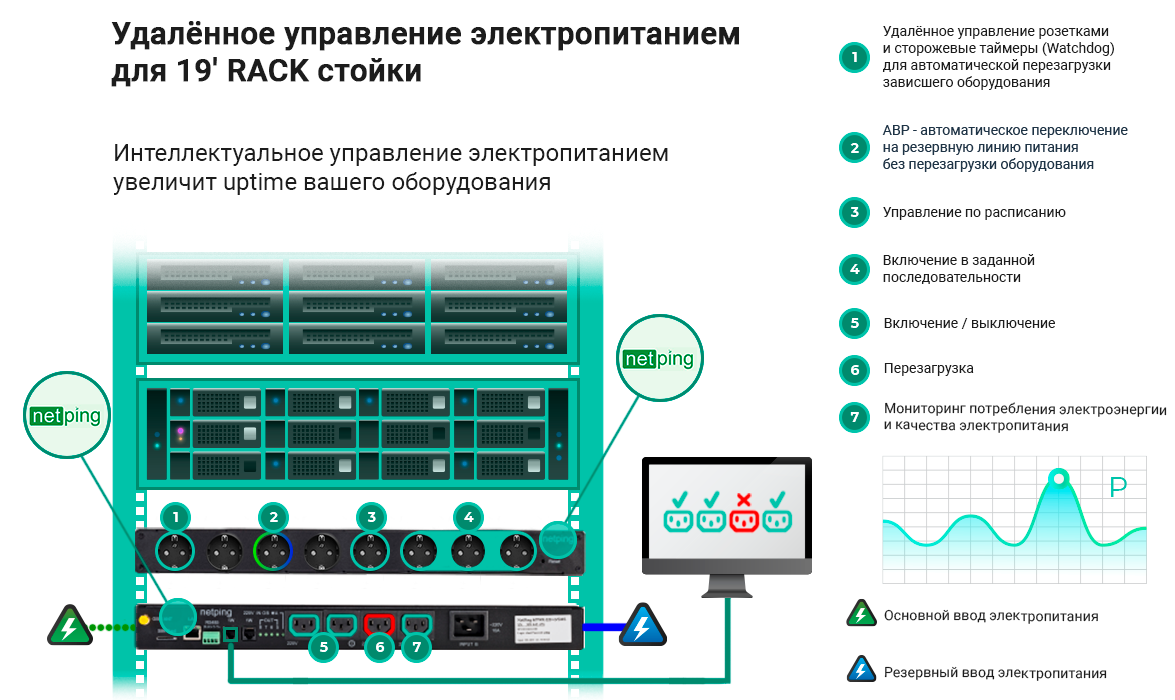 Удалённое управление электропитанием
для 19' RACK стойки
Интеллектуальное управление электропитанием
увеличит uptime вашего оборудования
1
Удалённое управление розетками
и сторожевые таймеры (Watchdog)
для автоматической перезагрузки
зависшего оборудования
2
АВР - автоматическое переключение
на резервную линию питания
без перезагрузки оборудования
3
Управление по расписанию
4
Включение в заданной
последовательности
5
Включение / выключение
6
Перезагрузка
7
Мониторинг потребления электроэнергии
и качества электропитания
P
Основной ввод электропитания
Резервный ввод электропитания
netping
netping
1
2
3
4
Reset
netping
5
6
7